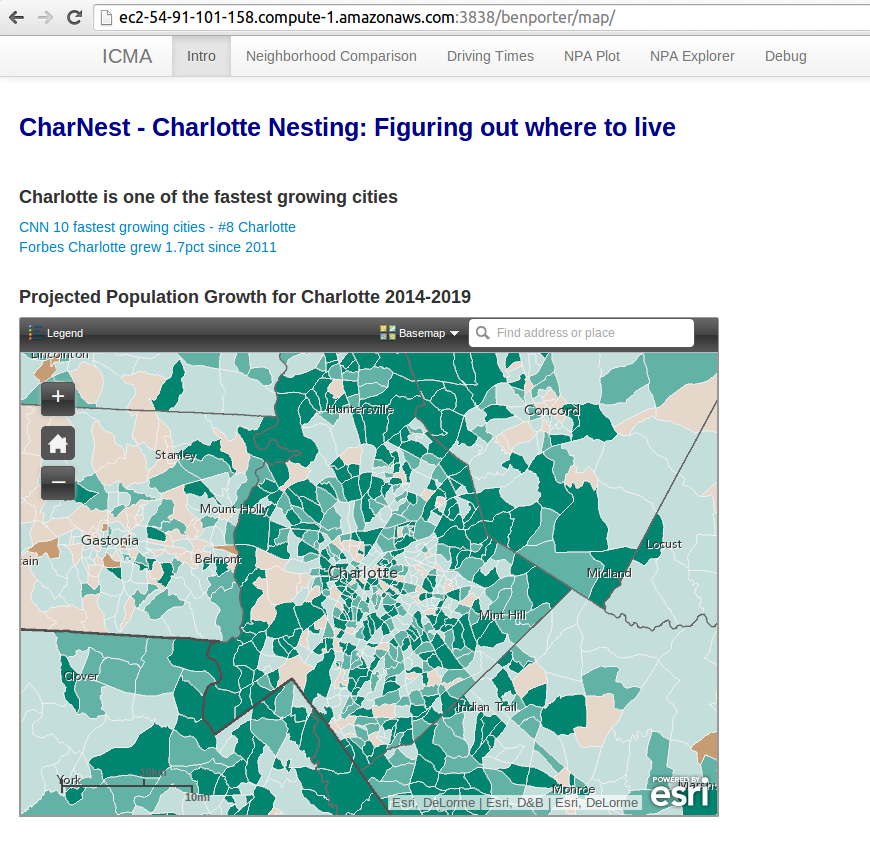 ec2-54-91-101-158.compute-1.amazonaws.com:3838/benporter/map/
ICMA Intro Neighborhood Comparison Driving Times NPA Plot NPA Explorer Debug
CharNest - Charlotte Nesting: Figuring out where to live
Charlotte is one of the fastest growing cities
CNN 10 fastest growing cities - #8 Charlotte
Forbes Charlotte grew 1.7pct since 2011
Projected Population Growth for Charlotte 2014-2019
Legend Basemap Find address or place
Lincolnton
+
Huntersville Concord
Stanley
−
Mount Holly
Gastonia Locust
ain Belmont Charlotte Midland
Mint Hill
Clover
Indian Trail
York 10km
Monroe Marsh
10mi
POWERED BY
esri
Esri, DeLorme | Esri, D&B | Esri, DeLorme